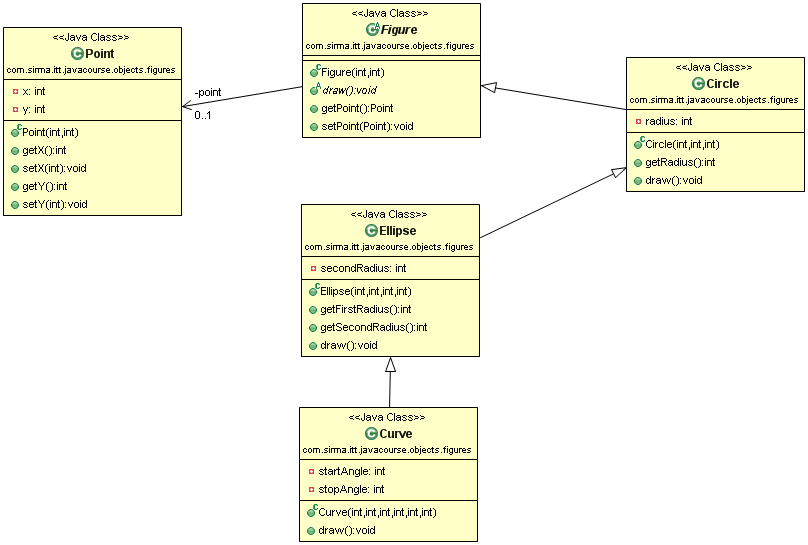 <<Java Class>>
Point
com.sirma.itt.javacourse.objects.figures
x: int
y: int
Point(int,int)
getX():int
setX(int):void
getY():int
setY(int):void
-point
0..1
<<Java Class>>
Figure
com.sirma.itt.javacourse.objects.figures
Figure(int,int)
draw():void
getPoint():Point
setPoint(Point):void
<<Java Class>>
Circle
com.sirma.itt.javacourse.objects.figures
radius: int
Circle(int,int,int)
getRadius():int
draw():void
<<Java Class>>
Ellipse
com.sirma.itt.javacourse.objects.figures
secondRadius: int
Ellipse(int,int,int,int)
getFirstRadius():int
getSecondRadius():int
draw():void
<<Java Class>>
Curve
com.sirma.itt.javacourse.objects.figures
startAngle: int
stopAngle: int
Curve(int,int,int,int,int,int)
draw():void